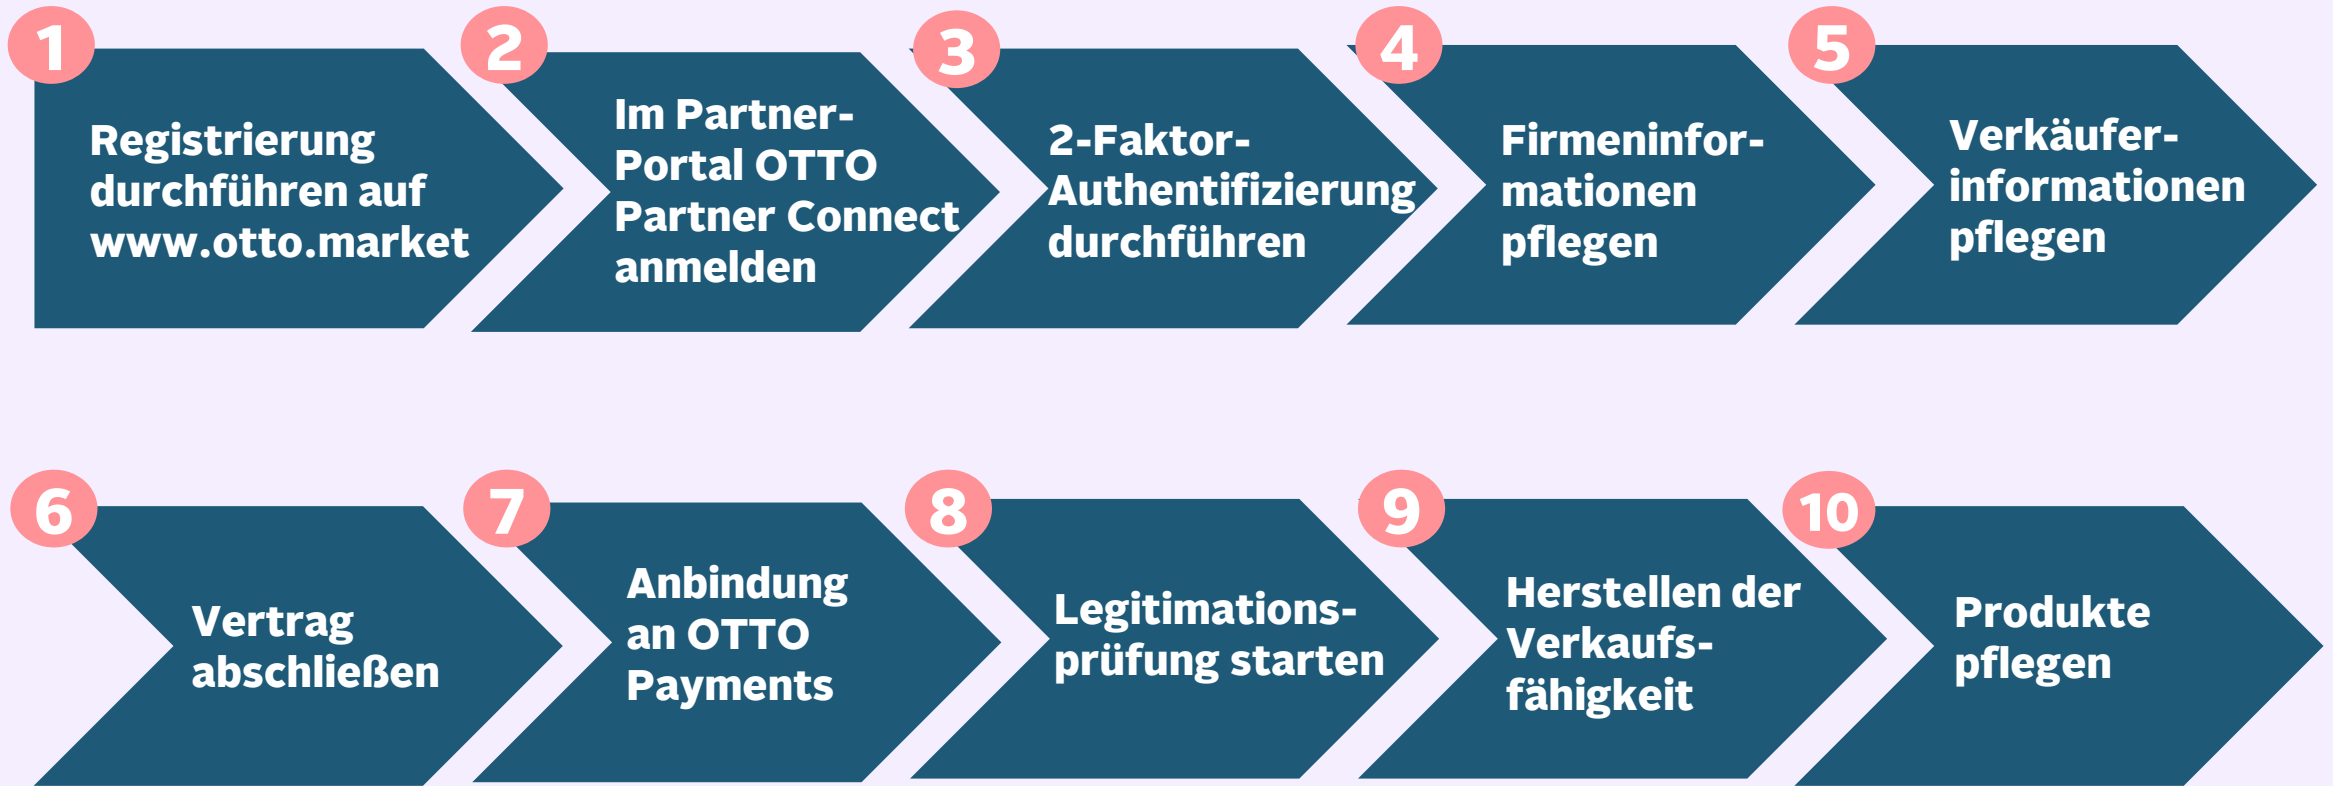 1
Registrierung
durchführen auf
www.otto.market
2
Im Partner-
Portal OTTO
Partner Connect
anmelden
3
2-Faktor-
Authentifizierung
durchführen
4
Firmeninfor-
mationen
pflegen
5
Verkäufer-
informationen
pflegen
6
Vertrag
abschließen
7
Anbindung
an OTTO
Payments
8
Legitimations-
prüfung starten
9
Herstellen der
Verkaufs-
fähigkeit
10
Produkte
pflegen